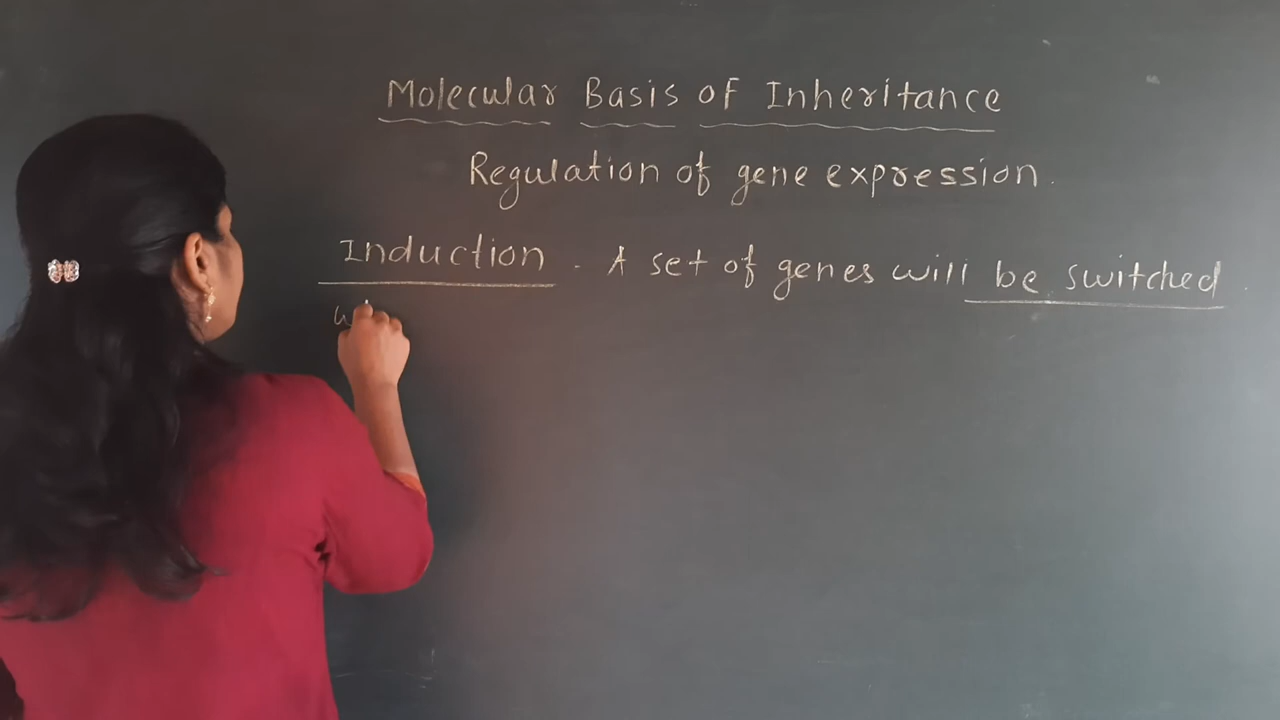 Molecular Basis of Inheritance
Regulation of gene expression.
Induction . A set of genes will be switched